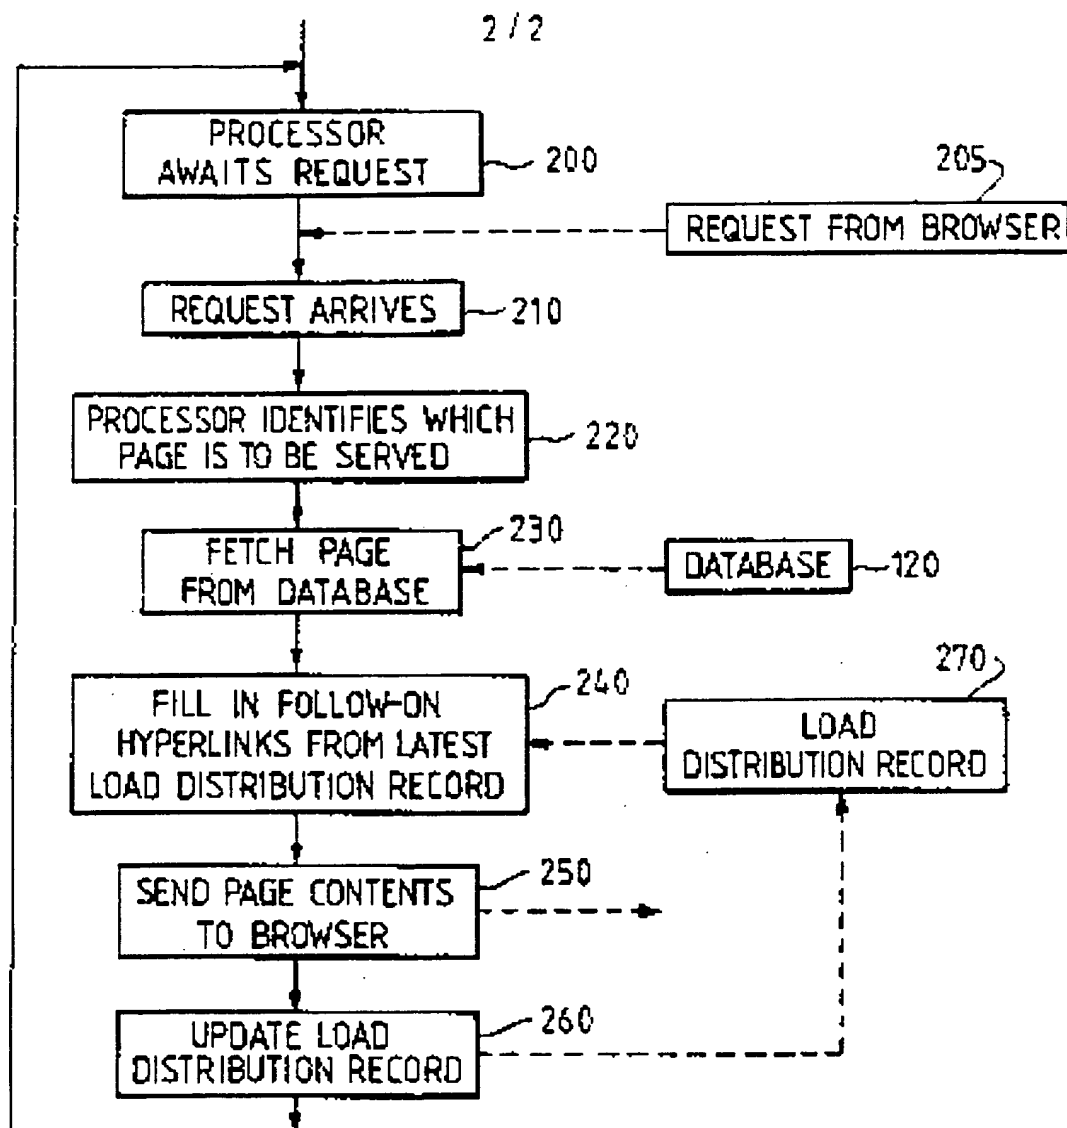 2/2
PROCESSOR
AWAITS REQUEST
200
205
REQUEST FROM BROWSER
REQUEST ARRIVES
210
PROCESSOR IDENTIFIES WHICH
PAGE IS TO BE SERVED
220
FETCH PAGE
FROM DATABASE
230
DATABASE
120
FILL IN FOLLOW-ON
HYPERLINKS FROM LATEST
LOAD DISTRIBUTION RECORD
240
270
LOAD
DISTRIBUTION RECORD
SEND PAGE CONTENTS
TO BROWSER
250
UPDATE LOAD
DISTRIBUTION RECORD
260